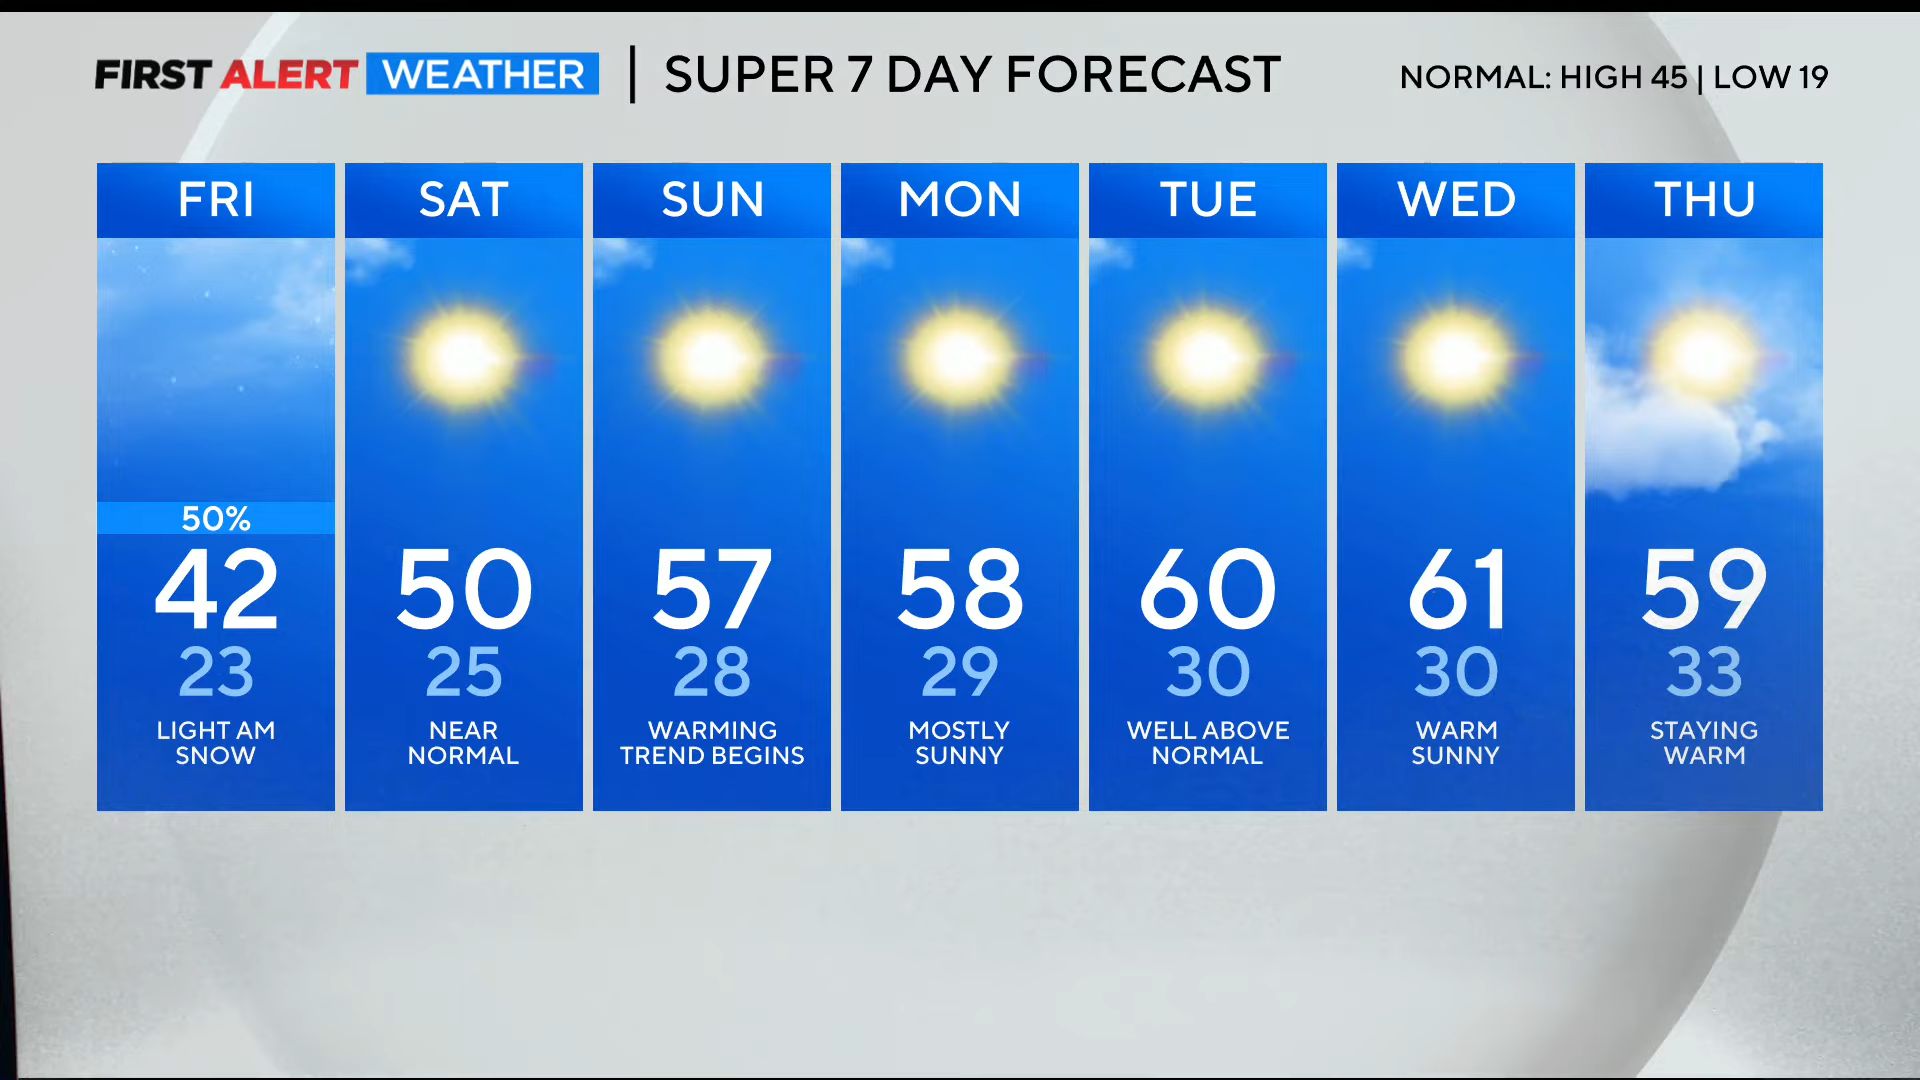 FIRST ALERT WEATHER | SUPER 7 DAY FORECAST
NORMAL: HIGH 45 | LOW 19
FRI
50%
42
23
LIGHT AM
SNOW
SAT
50
25
NEAR
NORMAL
SUN
57
28
WARMING
TREND BEGINS
MON
58
29
MOSTLY
SUNNY
TUE
60
30
WELL ABOVE
NORMAL
WED
61
30
WARM
SUNNY
THU
59
33
STAYING
WARM